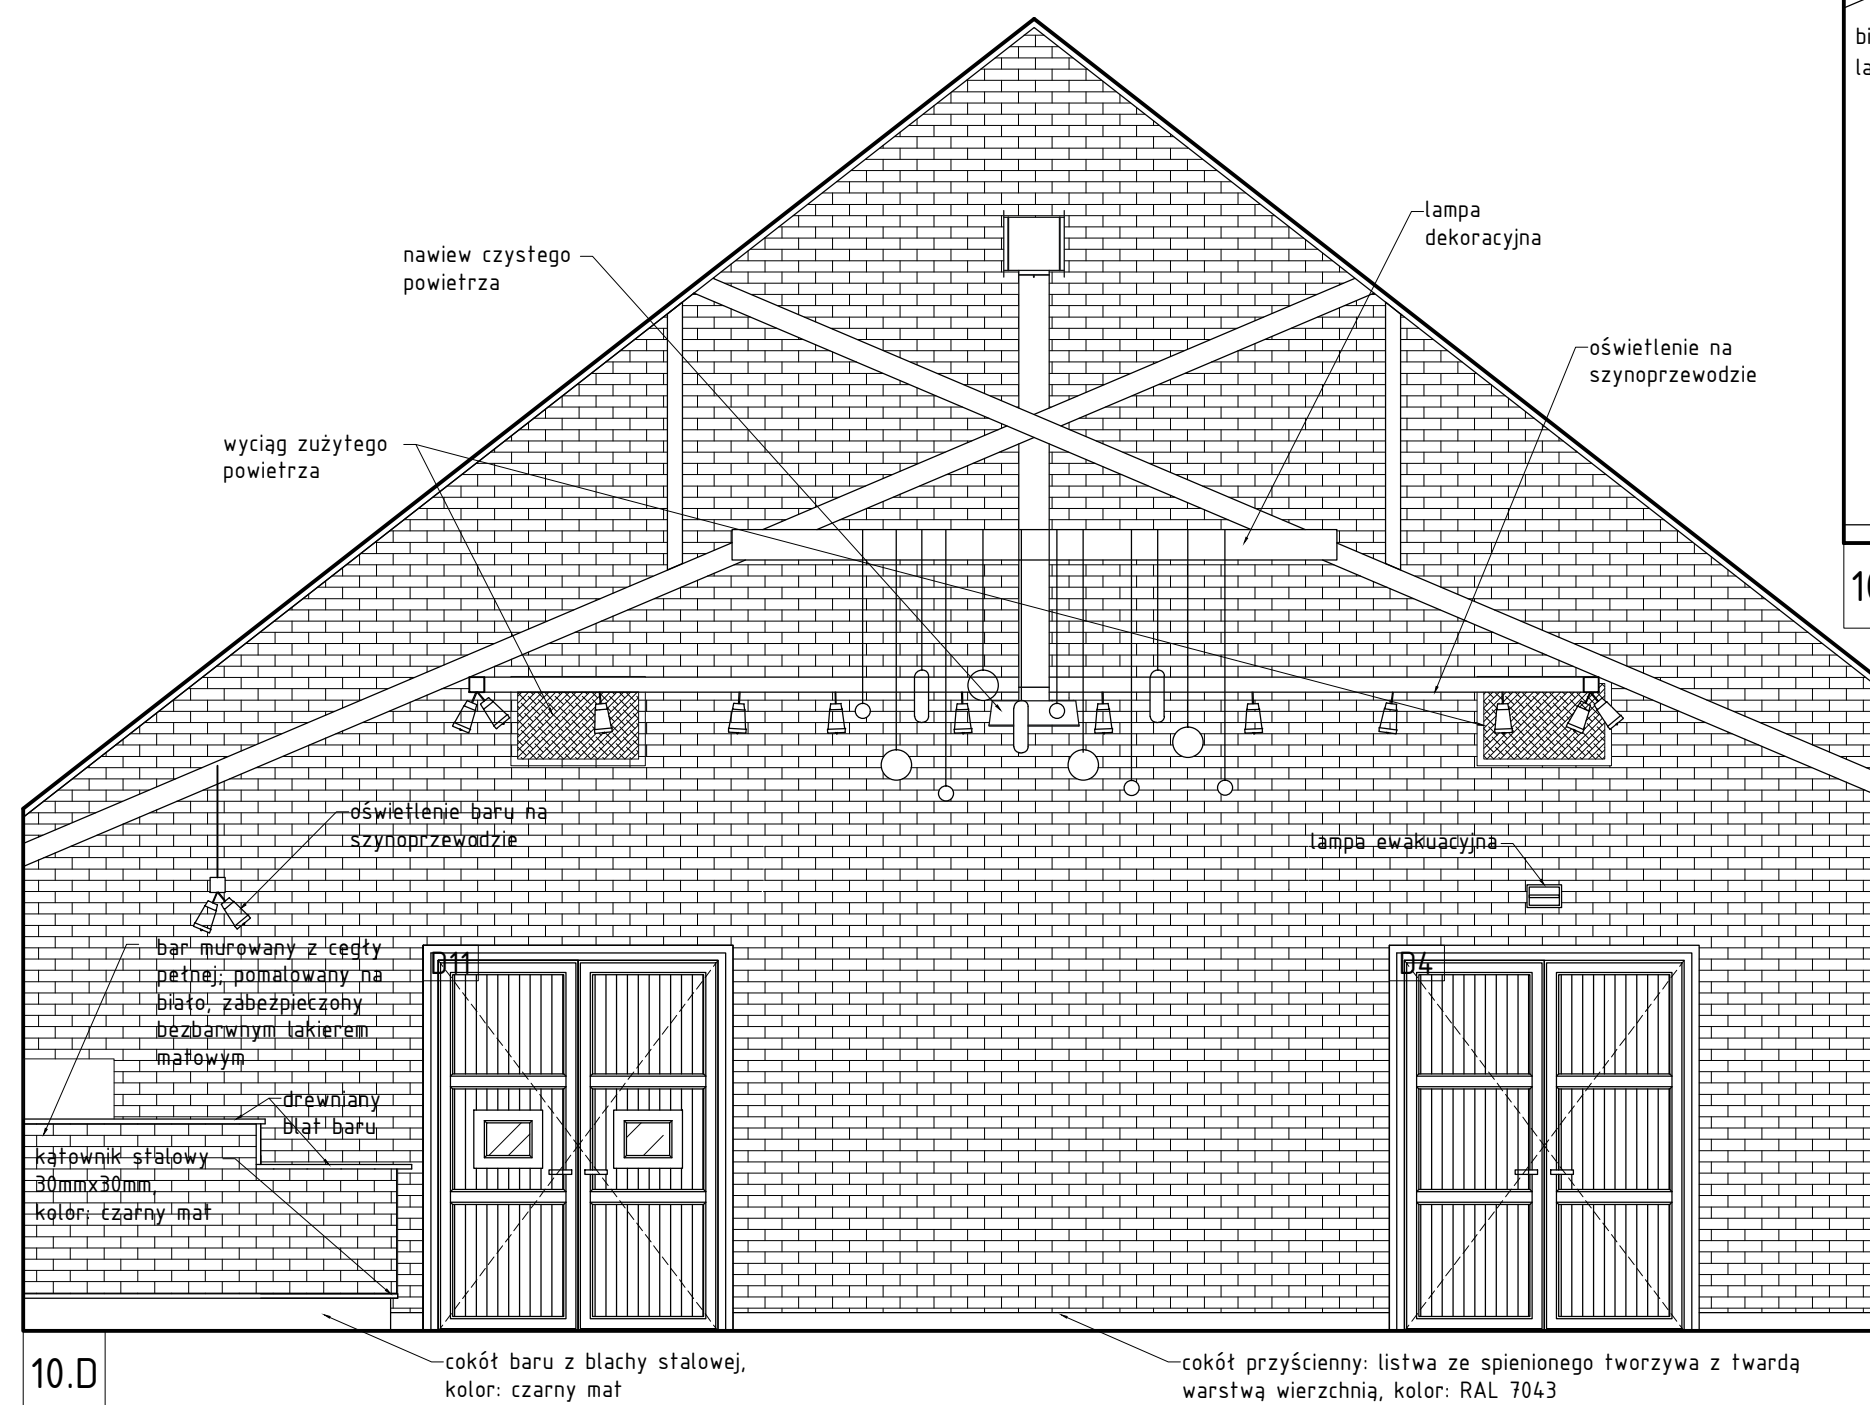 bi
la
lampa
dekoracyjna
nawiew czystego
powietrza
oświetlenie na
szynoprzewodzie
wyciąg zużytego
powietrza
10
oświetlenie baru na
szynoprzewodzie
lampa ewakuacyjna
bar murowany z cegły
pełnej; pomalowany na
biało, zabezpieczony
bezbarwnym lakierem
matowym
D11
D4
drewniany
blat baru
kątownik stalowy
30mmx30mm,
kolor: czarny mat
10.D
cokół baru z blachy stalowej,
kolor: czarny mat
cokół przyścienny: listwa ze spienionego tworzywa z twardą
warstwą wierzchnią, kolor: RAL 7043